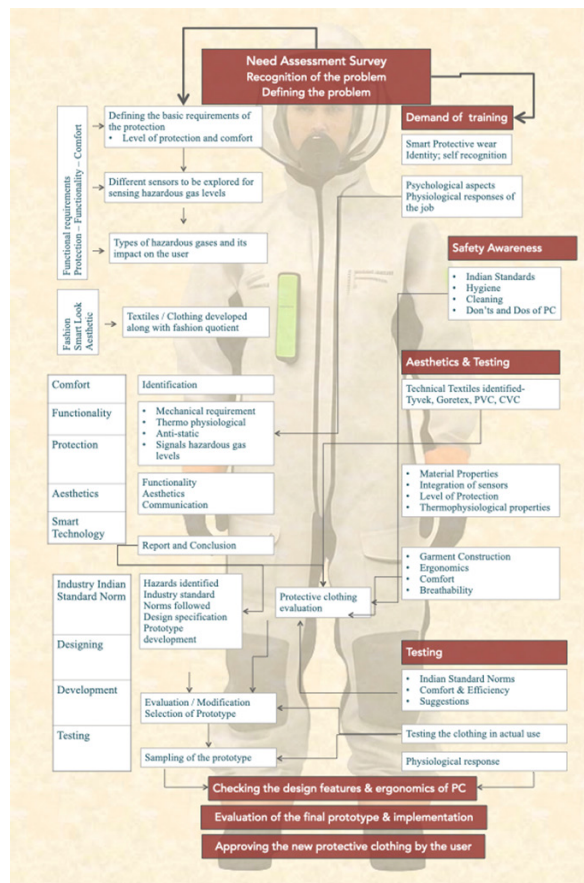 Need Assessment Survey
Recognition of the problem
Defining the problem
Defining the basic requirements of
the protection
• Level of protection and comfort
Demand of training
Smart Protective wear
Identity; self recognition
Functional requirements
Protection – Functionality – Comfort
Different sensors to be explored for
sensing hazardous gas levels
Psychological aspects
Physiological responses of
the job
Types of hazardous gases and its
impact on the user
Safety Awareness
• Indian Standards
• Hygiene
• Cleaning
• Don'ts and Dos of PC
Fashion
Smart Look
Aesthetic
Textiles / Clothing developed
along with fashion quotient
Aesthetics & Testing
Technical Textiles identified-
Tyvek, Goretex, PVC, CVC
Comfort
Functionality
Protection
Aesthetics
Smart
Technology
Identification
• Mechanical requirement
• Thermo physiological
• Anti-static
• Signals hazardous gas
levels
Functionality
Aesthetics
Communication
Report and Conclusion
• Material Properties
• Integration of sensors
• Level of Protection
• Thermophysiological properties
• Garment Construction
• Ergonomics
• Comfort
• Breathability
Industry Indian
Standard Norm
Designing
Development
Testing
Hazards identified
Industry standard
Norms followed
Design specification
Prototype
development
Protective clothing
evaluation
Testing
• Indian Standard Norms
• Comfort & Efficiency
• Suggestions
Evaluation / Modification
Selection of Prototype
Testing the clothing in actual use
Sampling of the prototype
Physiological response
Checking the design features & ergonomics of PC
Evaluation of the final prototype & implementation
Approving the new protective clothing by the user